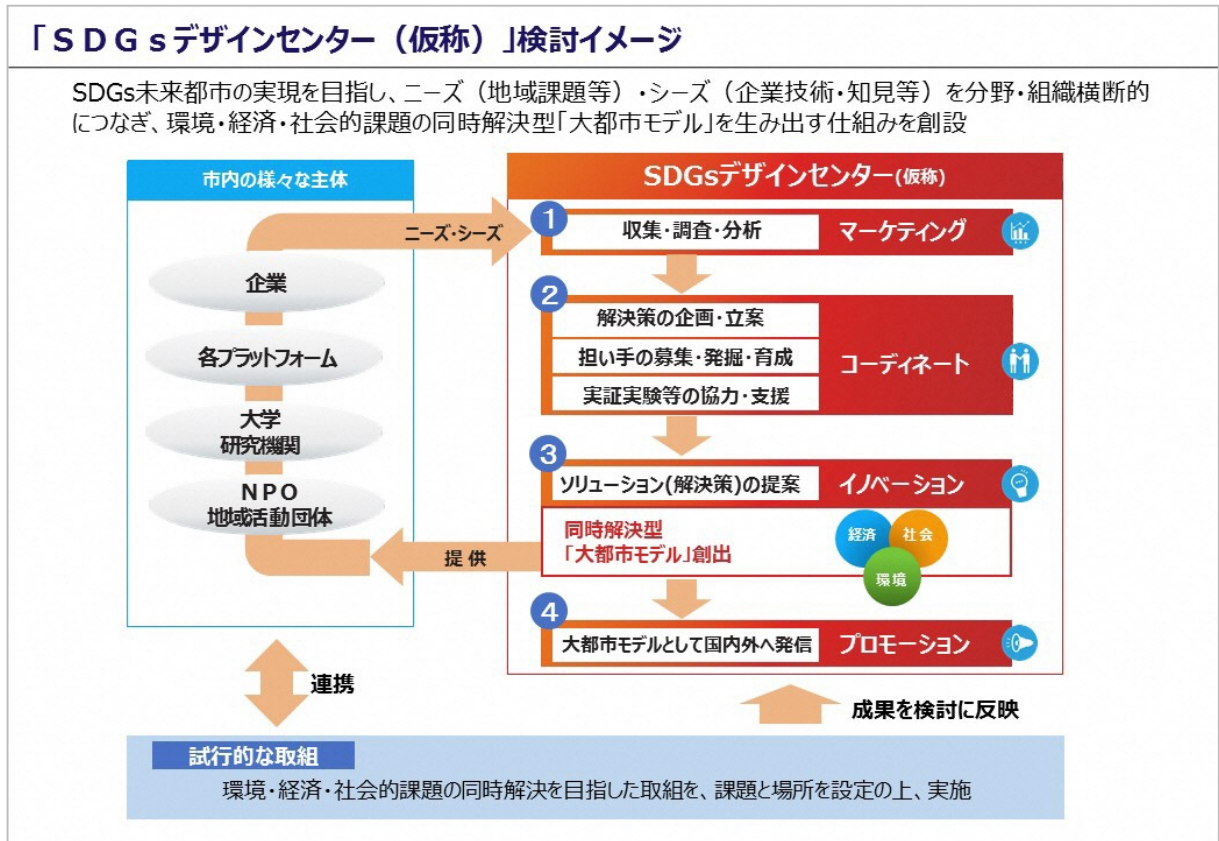 「ＳＤＧｓデザインセンター（仮称）」検討イメージ
SDGs未来都市の実現を目指し、ニーズ（地域課題等）・シーズ（企業技術・知見等）を分野・組織横断的
につなぎ、環境・経済・社会的課題の同時解決型「大都市モデル」を生み出す仕組みを創設
市内の様々な主体
企業
各プラットフォーム
大学
研究機関
ＮＰＯ
地域活動団体
ニーズ・シーズ
提 供
SDGsデザインセンター(仮称)
1
収集・調査・分析
マーケティング
2
解決策の企画・立案
担い手の募集・発掘・育成
実証実験等の協力・支援
コーディネート
3
ソリューション(解決策)の提案
イノベーション
同時解決型
「大都市モデル」創出
経済
社会
環境
4
大都市モデルとして国内外へ発信
プロモーション
連携
成果を検討に反映
試行的な取組
環境・経済・社会的課題の同時解決を目指した取組を、課題と場所を設定の上、実施